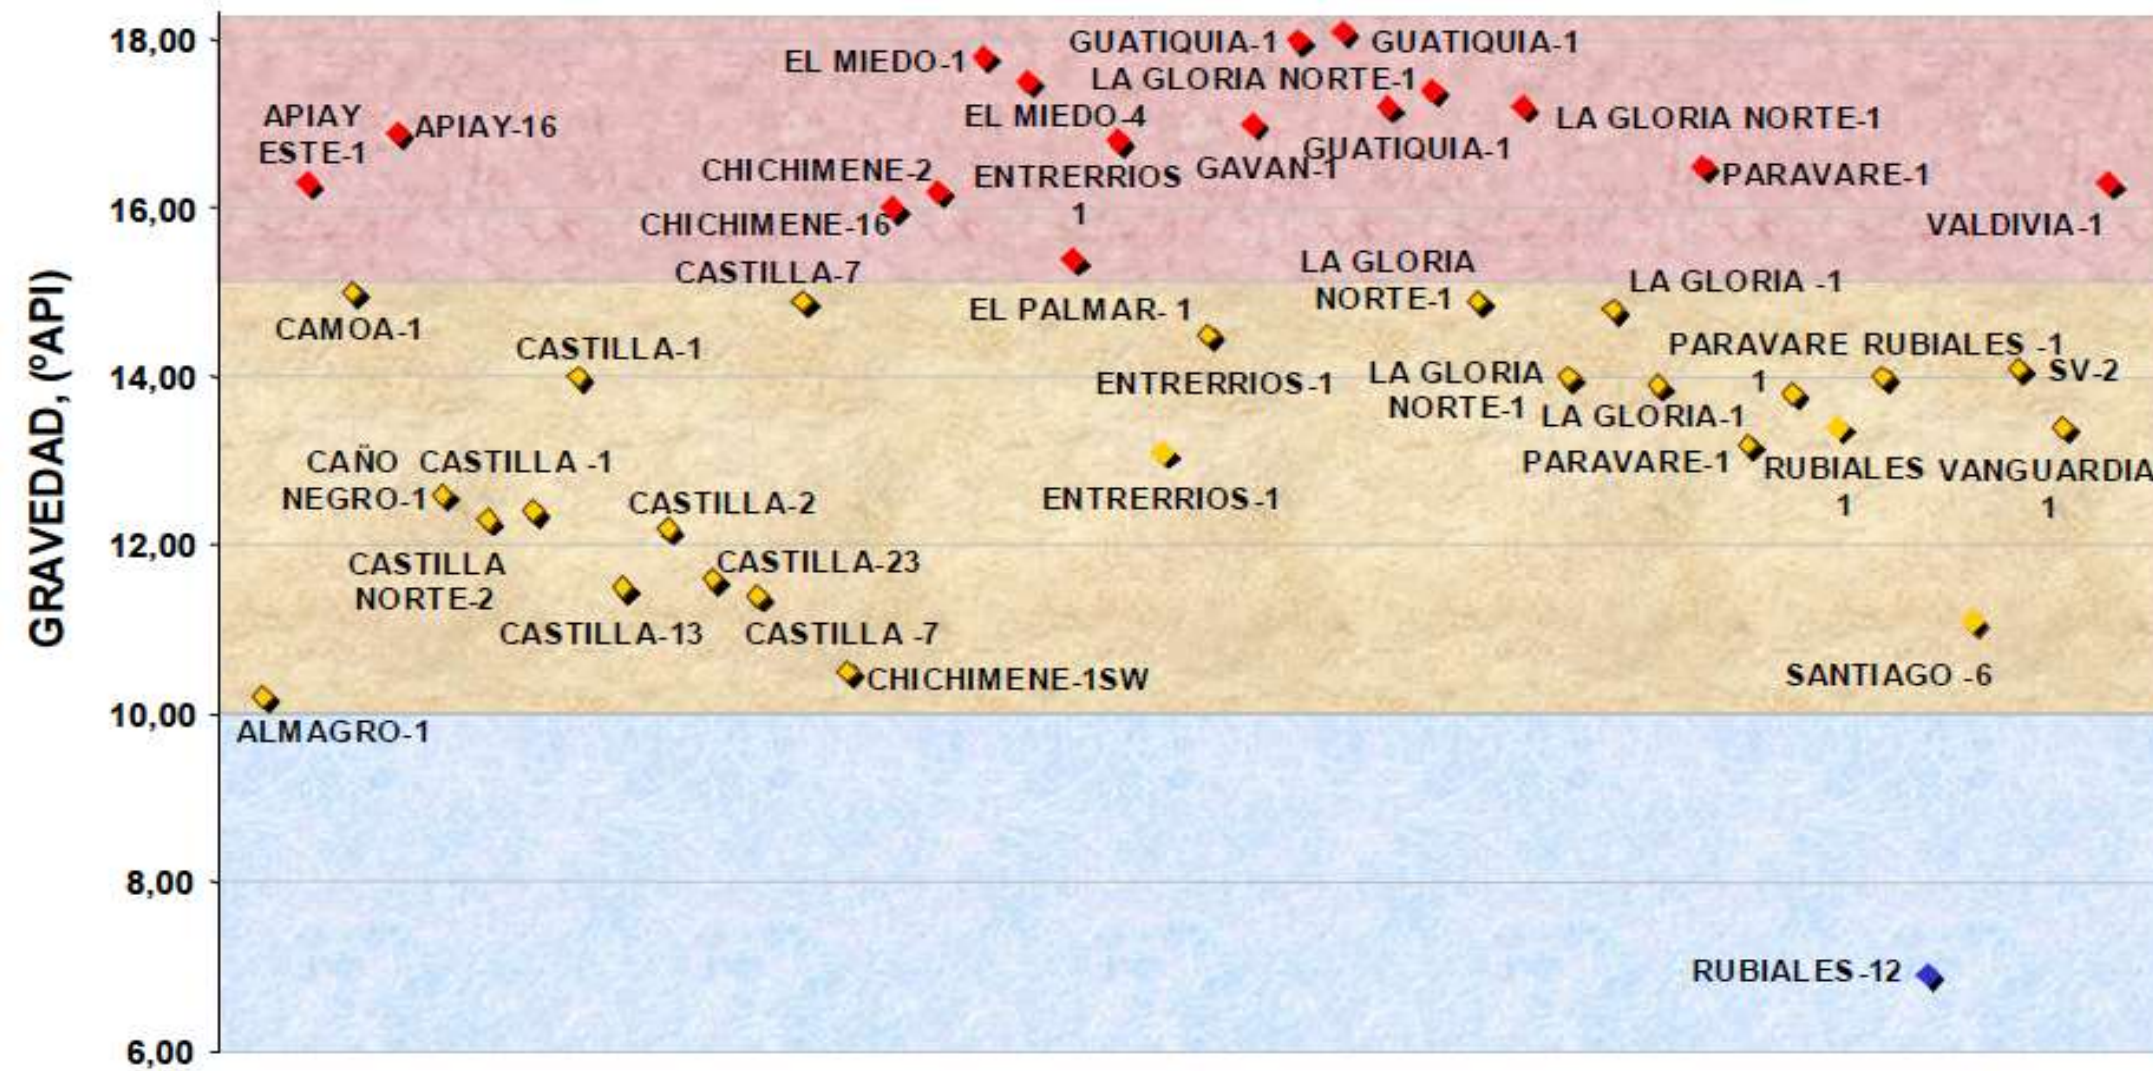 18,00
GUATIQUIA-1
GUATIQUIA-1
EL MIEDO-1
LA GLORIA NORTE-1
APIAY
ESTE-1
APIAY-16
EL MIEDO-4
LA GLORIA NORTE-1
GUATIQUIA-1
GAVAN-1
CHICHIMENE-2
ENTRERRIOS
1
PARAVARE-1
16,00
CHICHIMENE-16
VALDIVIA-1
CASTILLA-7
LA GLORIA
NORTE-1
LA GLORIA -1
EL PALMAR- 1
CAMOA-1
CASTILLA-1
PARAVARE
1
RUBIALES -1
SV-2
14,00
ENTRERRIOS-1
LA GLORIA
NORTE-1
LA GLORIA-1
GRAVEDAD, (ºAPI)
CAÑO
NEGRO-1
CASTILLA -1
PARAVARE-1
RUBIALES
1
VANGUARDIA
1
CASTILLA-2
ENTRERRIOS-1
12,00
CASTILLA
NORTE-2
CASTILLA-23
CASTILLA-13
CASTILLA -7
CHICHIMENE-1SW
SANTIAGO -6
10,00
ALMAGRO-1
8,00
RUBIALES-12
6,00